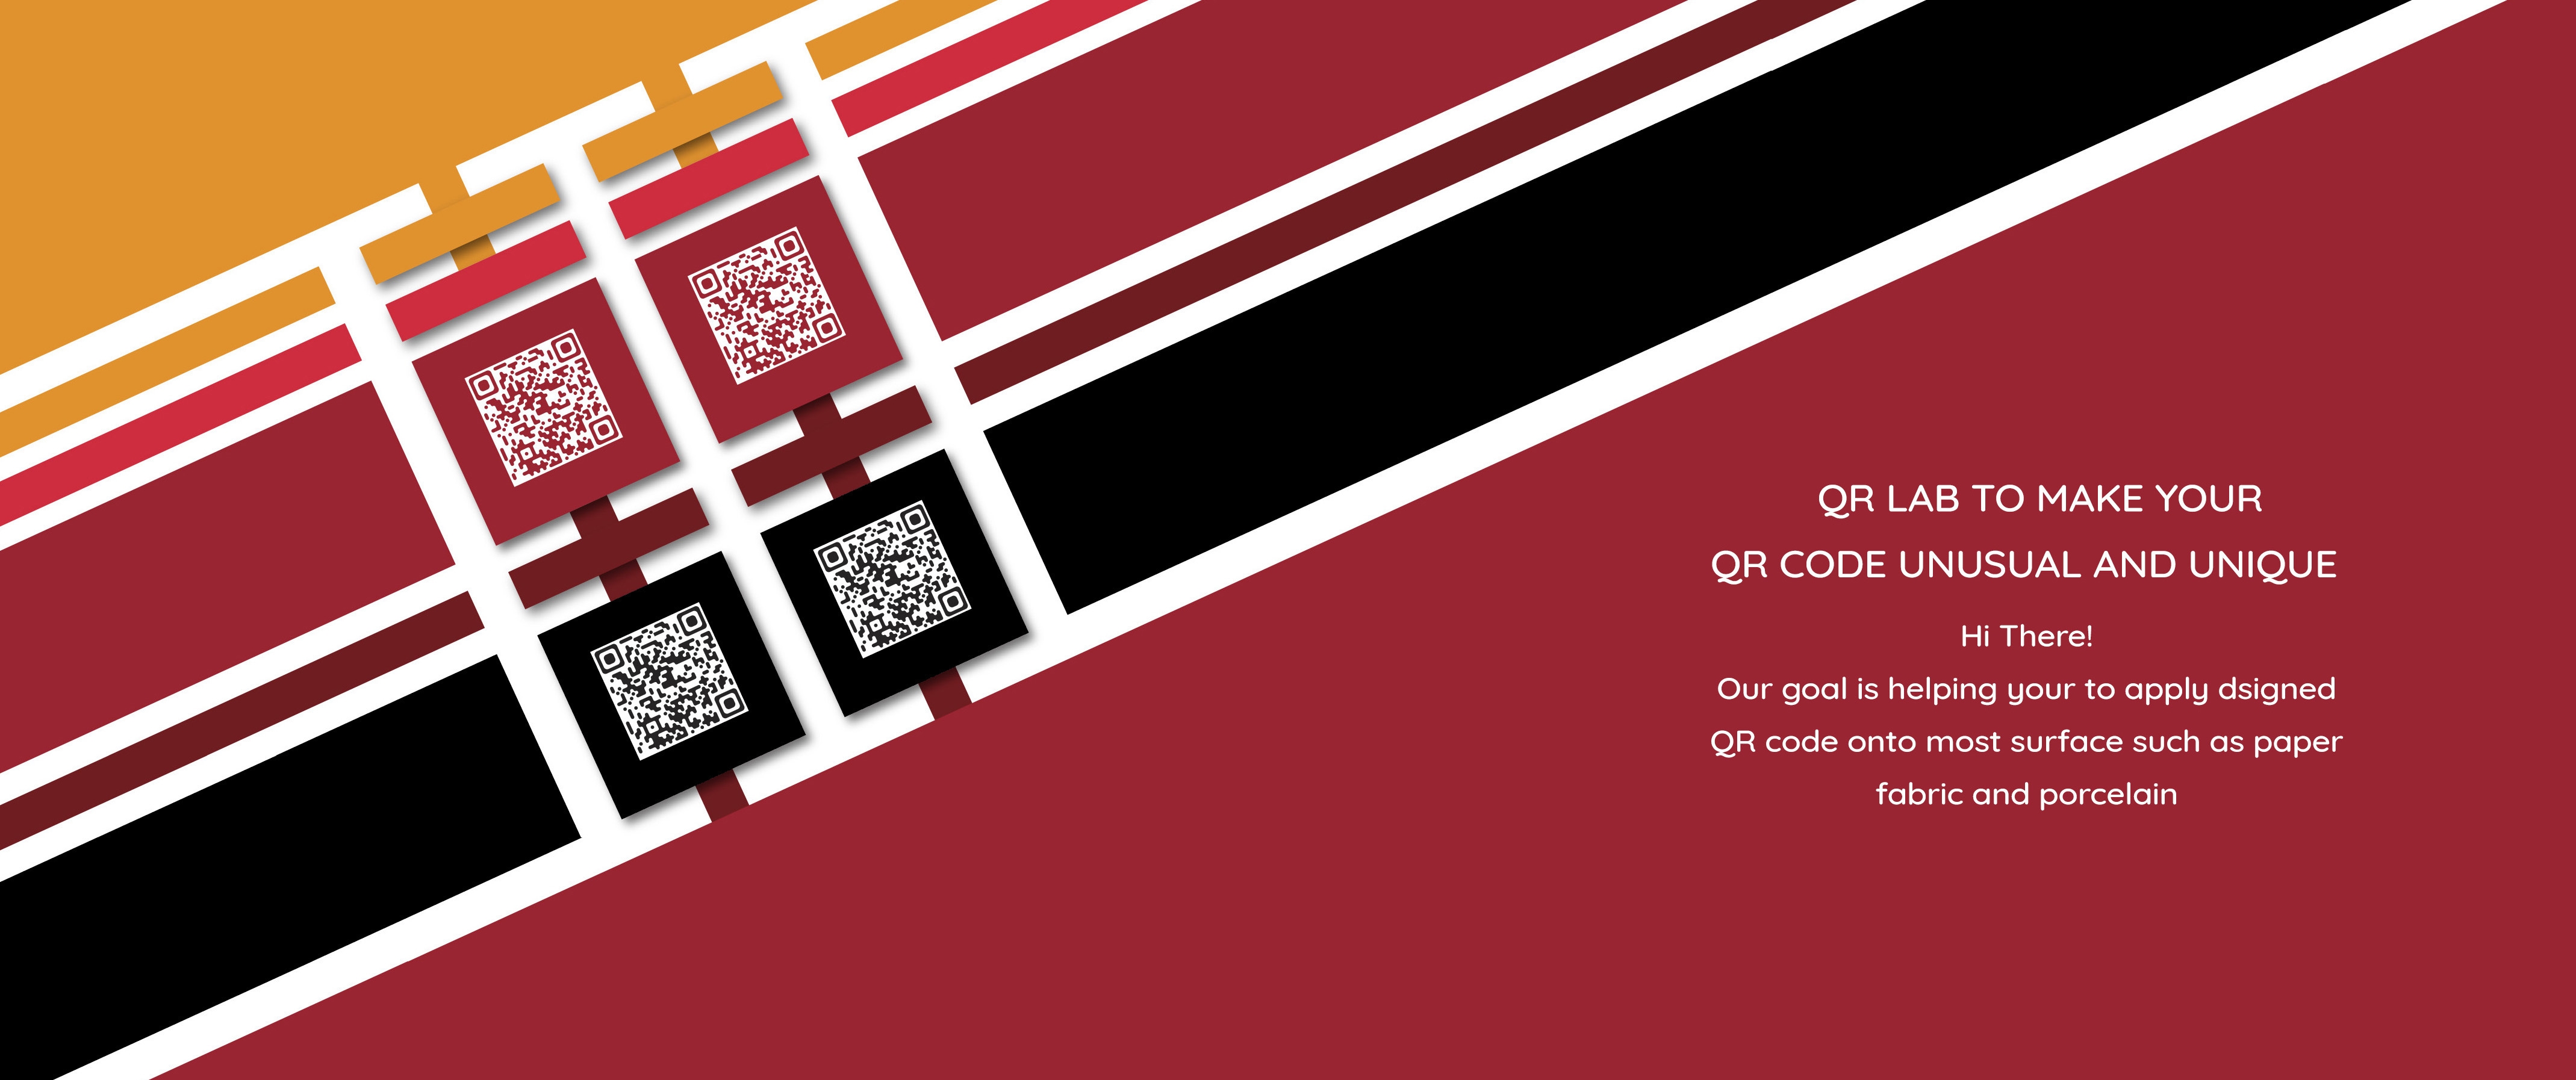 QR LAB TO MAKE YOUR
QR CODE UNUSUAL AND UNIQUE
Hi There!
Our goal is helping your to apply dsigned
QR code onto most surface such as paper
fabric and porcelain